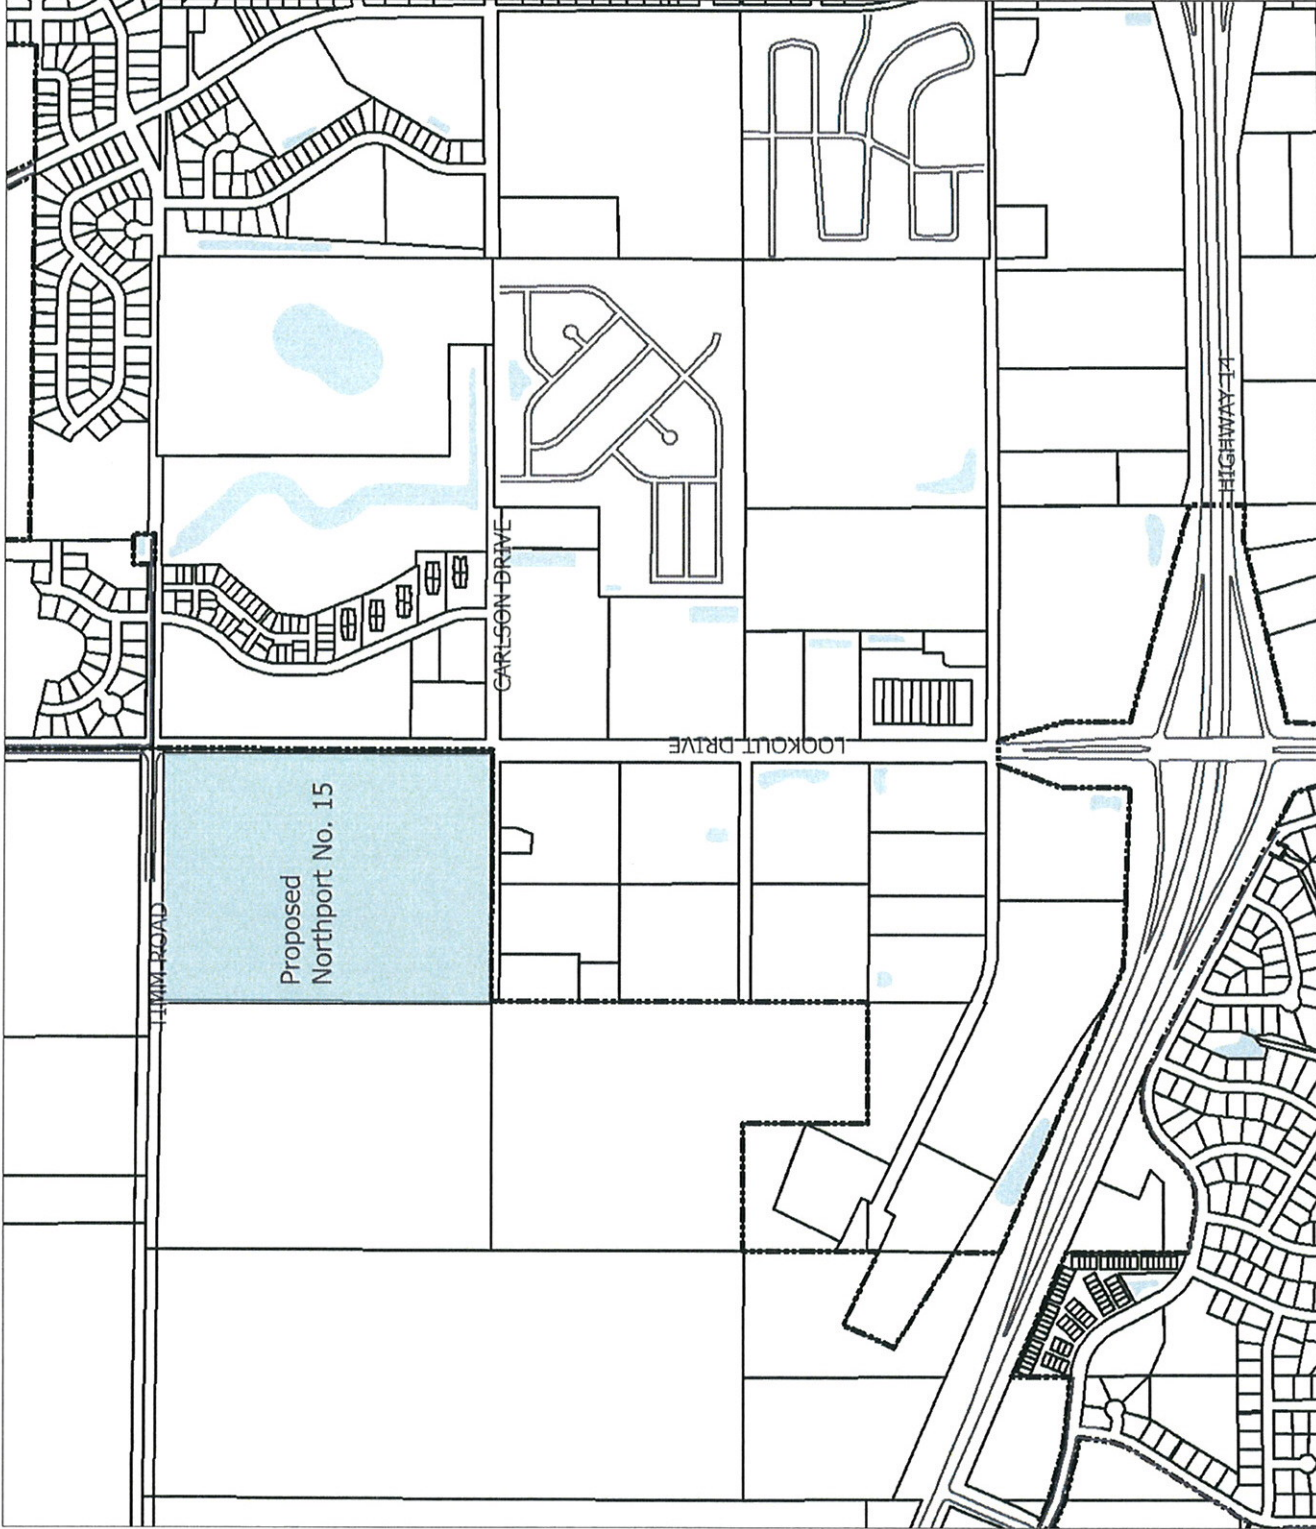 CARLSON DRIVE
HIGHWAY 14
LOOKOUT DRIVE
Proposed
Northport No. 15
TIMM ROAD